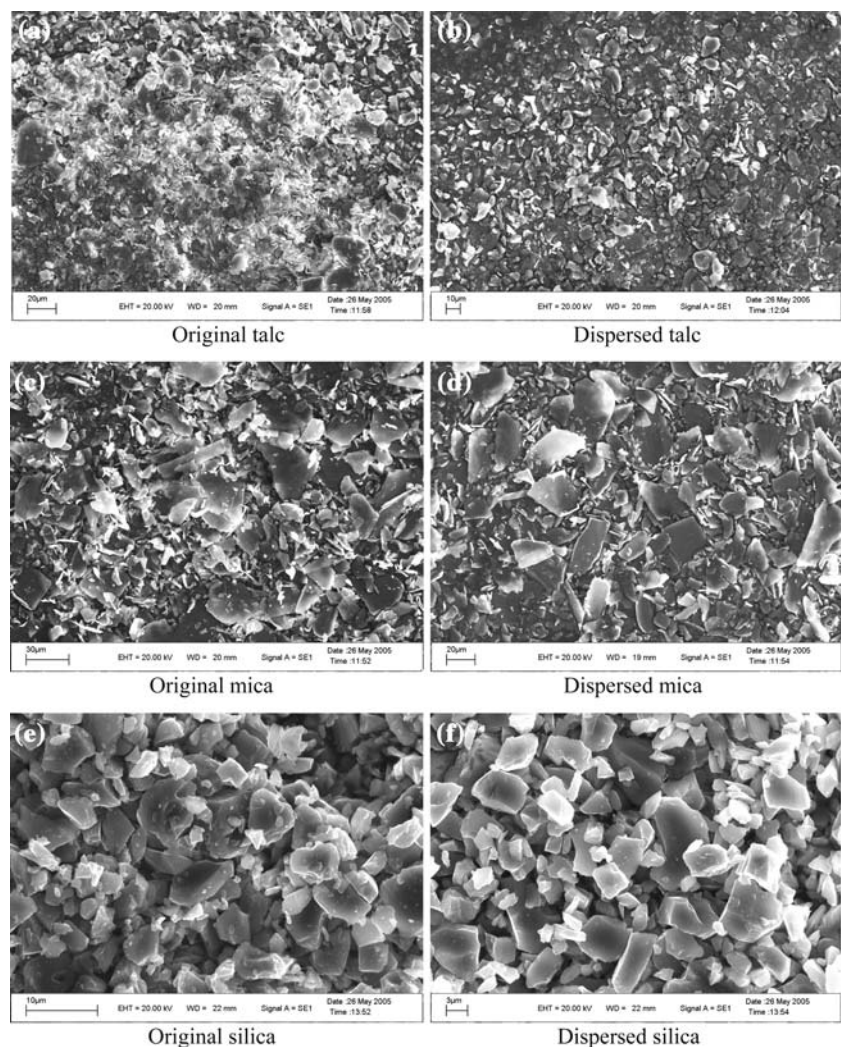 (a)
(b)
20µm EHT = 20.00 kV WD = 20 mm Signal A = SE1 Date :26 May 2005
Time :11:58
10µm EHT = 20.00 kV WD = 20 mm Signal A = SE1 Date :26 May 2005
Time :12:04
Original talc
Dispersed talc
(c)
(d)
30µm EHT = 20.00 kV WD = 20 mm Signal A = SE1 Date :26 May 2005
Time :11:52
20µm EHT = 20.00 kV WD = 19 mm Signal A = SE1 Date :26 May 2005
Time :11:54
Original mica
Dispersed mica
(e)
(f)
10µm EHT = 20.00 kV WD = 22 mm Signal A = SE1 Date :26 May 2005
Time :13:52
3µm EHT = 20.00 kV WD = 22 mm Signal A = SE1 Date :26 May 2005
Time :13:54
Original silica
Dispersed silica